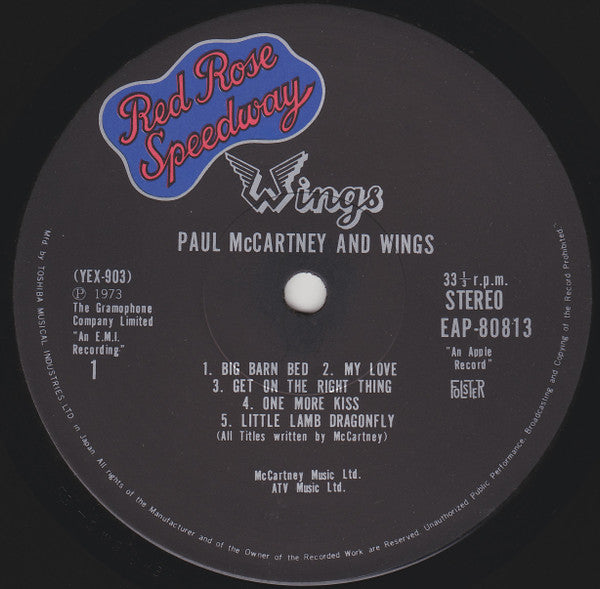 Red Rose
Speedway
Wings
PAUL McCARTNEY AND WINGS
(YEX-903)
Ⓟ 1973
The Gramophone
Company Limited
"An E.M.I.
Recording"
1
33 1/3 r.p.m.
STEREO
EAP-80813
"An Apple
Record"
FOLSTER
1. BIG BARN BED 2. MY LOVE
3. GET ON THE RIGHT THING
4. ONE MORE KISS
5. LITTLE LAMB DRAGONFLY
(All Titles written by McCartney)
McCartney Music Ltd.
ATV Music Ltd.
Mfd. by TOSHIBA MUSICAL INDUSTRIES, LTD. in Japan. All rights of the Manufacturer and of the Owner of the Recorded Work are Reserved. Unauthorized Public Performance, Broadcasting and Copying of the Record Prohibited.